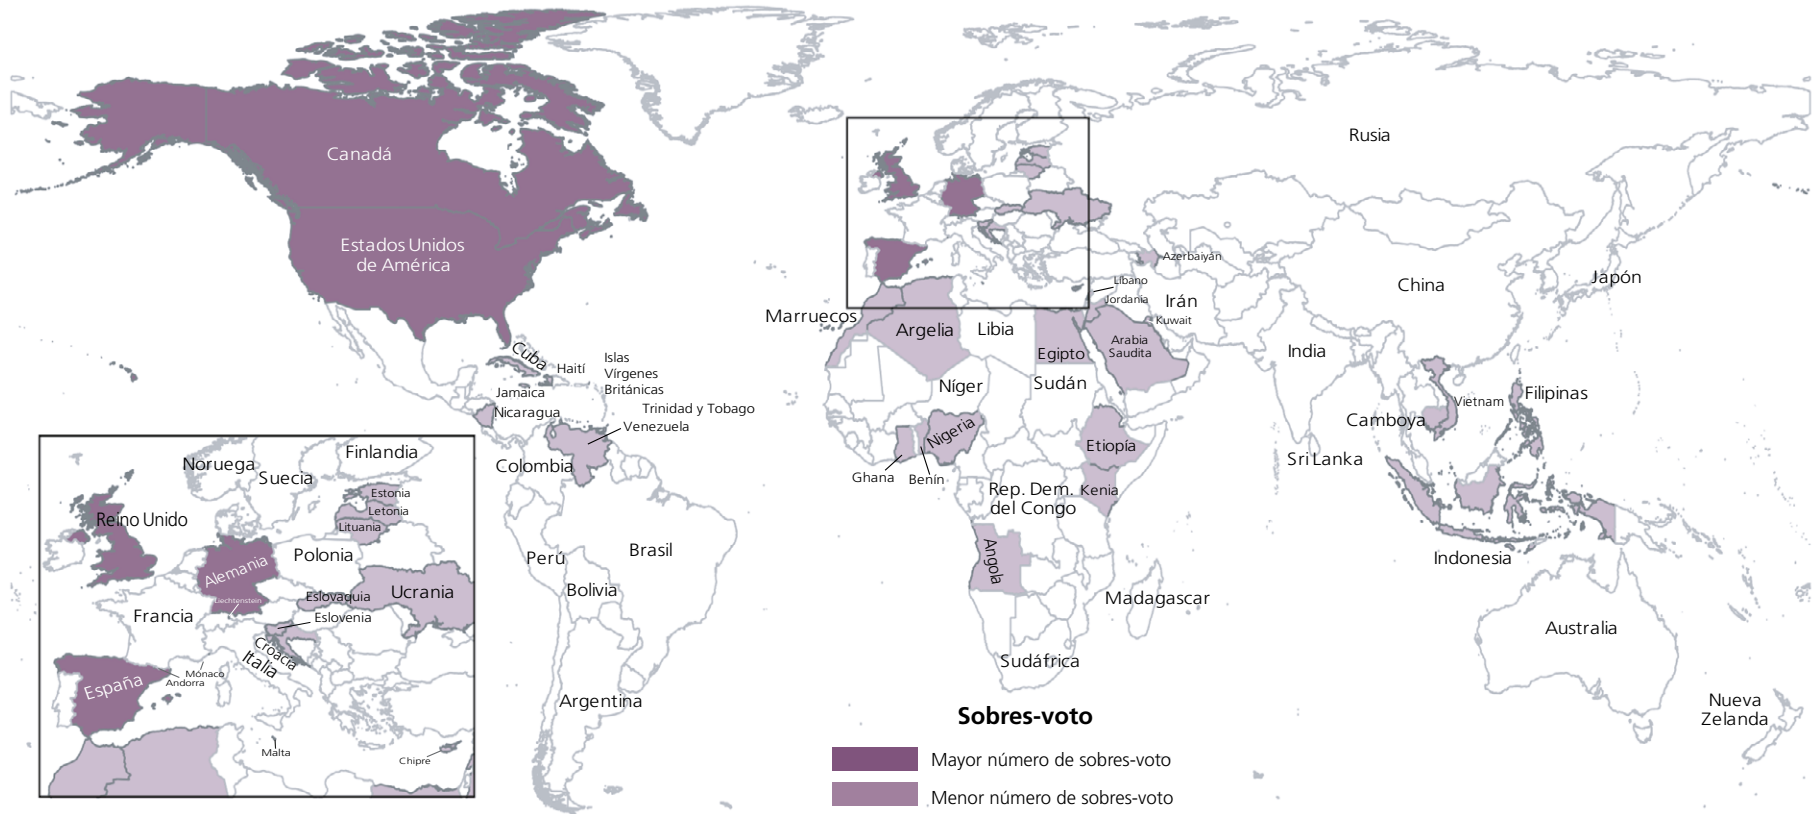 Canadá
Estados Unidos
de América
Cuba
Haití
Islas
Vírgenes
Británicas
Jamaica
Nicaragua
Trinidad y Tobago
Venezuela
Colombia
Perú
Brasil
Bolivia
Argentina
Rusia
Azerbaiyán
Líbano
Jordania
Irán
Kuwait
China
Japón
Marruecos
Argelia
Libia
Egipto
Arabia
Saudita
India
Níger
Sudán
Filipinas
Vietnam
Camboya
Nigeria
Etiopía
Sri Lanka
Ghana
Benín
Rep. Dem.
del Congo
Kenia
Indonesia
Angola
Madagascar
Australia
Sudáfrica
Nueva
Zelanda
Noruega
Finlandia
Suecia
Estonia
Letonia
Lituania
Reino Unido
Polonia
Alemania
Liechtenstein
Eslovaquia
Ucrania
Francia
Eslovenia
Croacia
Italia
Mónaco
Andorra
España
Malta
Chipre
Sobres-voto
Mayor número de sobres-voto
Menor número de sobres-voto